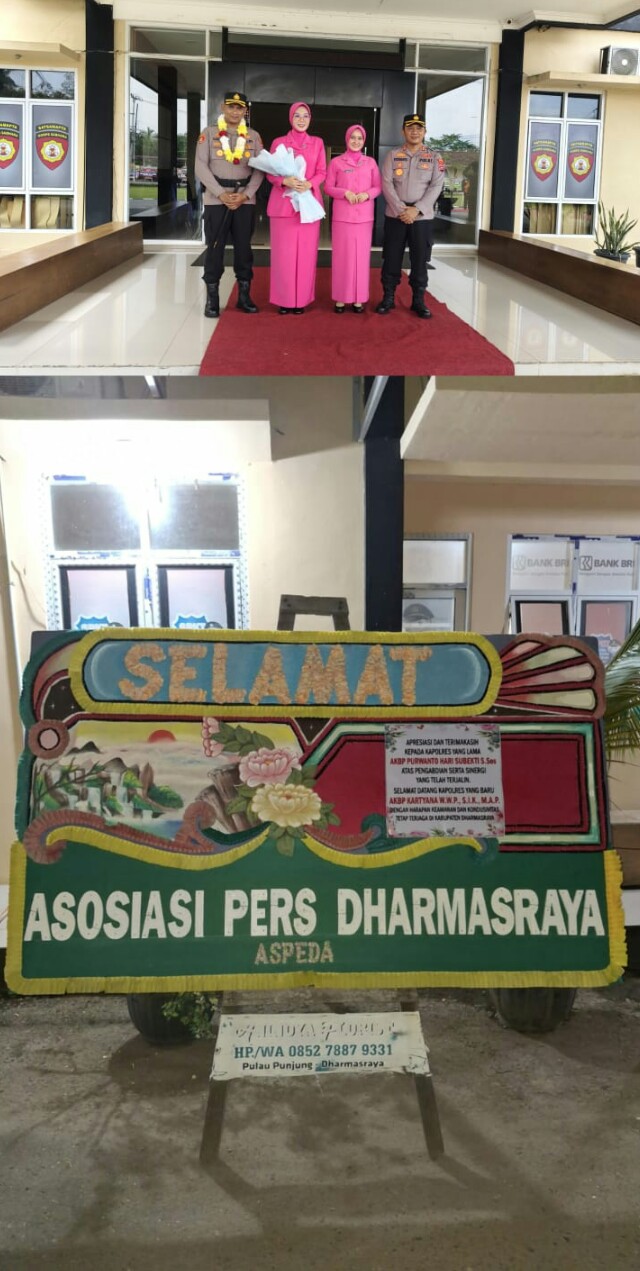 POLRI
BANK BRI
BANK BRI
SELAMAT
APRESIASI DAN TERIMAKASIH
KEPADA KAPOLRES YANG LAMA
AKBP PURWANTO HARI SUBEKTI S.Sos
ATAS PENGABDIAN SERTA SINERGI
YANG TELAH TERJALIN.
SELAMAT DATANG KAPOLRES YANG BARU
AKBP KARTYANA W.W.P., S.I.K., M.A.P.
DENGAN HARAPAN KEAMANAN DAN KONDUSIVITAS
TETAP TERJAGA DI KABUPATEN DHARMASRAYA
ASOSIASI PERS DHARMASRAYA
ASPEDA
HP/WA 0852 7887 9331
Pulau Punjung - Dharmasraya